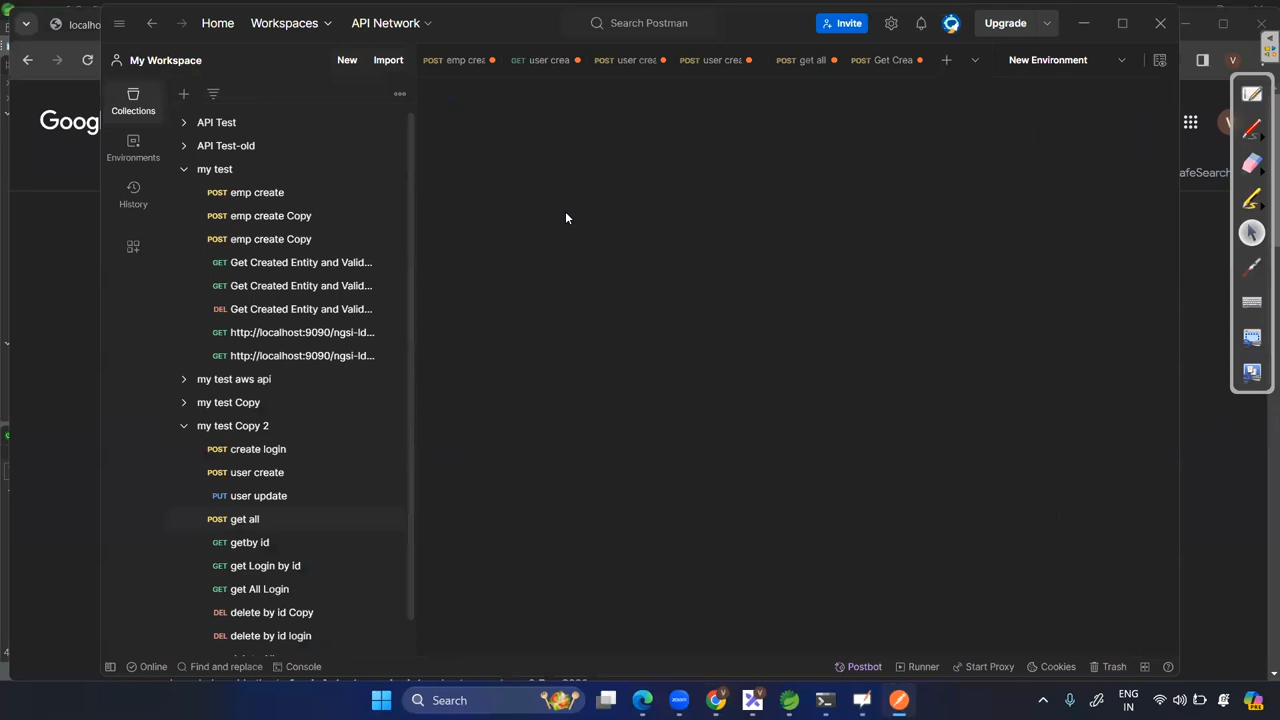 localho
Home
Workspaces
API Network
Search Postman
Invite
Upgrade
My Workspace
New
Import
POST emp crea
GET user crea
POST user crea
POST user crea
POST get all
POST Get Crea
New Environment
Collections
Environments
History
Goog
afeSearch
API Test
API Test-old
my test
POST emp create
POST emp create Copy
POST emp create Copy
GET Get Created Entity and Valid...
GET Get Created Entity and Valid...
DEL Get Created Entity and Valid...
GET http://localhost:9090/ngsi-ld...
GET http://localhost:9090/ngsi-ld...
my test aws api
my test Copy
my test Copy 2
POST create login
POST user create
PUT user update
POST get all
GET getby id
GET get Login by id
GET get All Login
DEL delete by id Copy
DEL delete by id login
Online
Find and replace
Console
Postbot
Runner
Start Proxy
Cookies
Trash
Search
zoom
ENG
IN
PRE